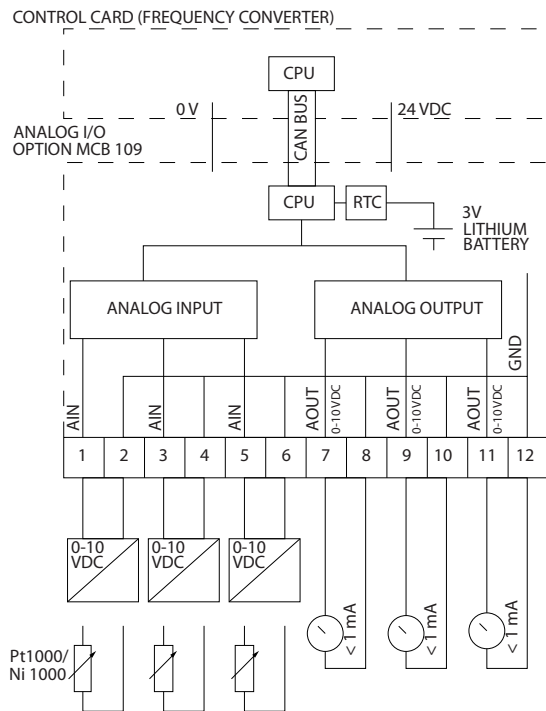 CONTROL CARD (FREQUENCY CONVERTER)
CPU
0 V
CAN BUS
24 VDC
ANALOG I/O
OPTION MCB 109
CPU
RTC
3V
LITHIUM
BATTERY
ANALOG INPUT
ANALOG OUTPUT
AIN
AIN
AIN
AOUT
0-10VDC
AOUT
0-10VDC
AOUT
0-10VDC
GND
1 2 3 4 5 6 7 8 9 10 11 12
0-10
VDC
0-10
VDC
0-10
VDC
< 1 mA
< 1 mA
< 1 mA
Pt1000/
Ni 1000